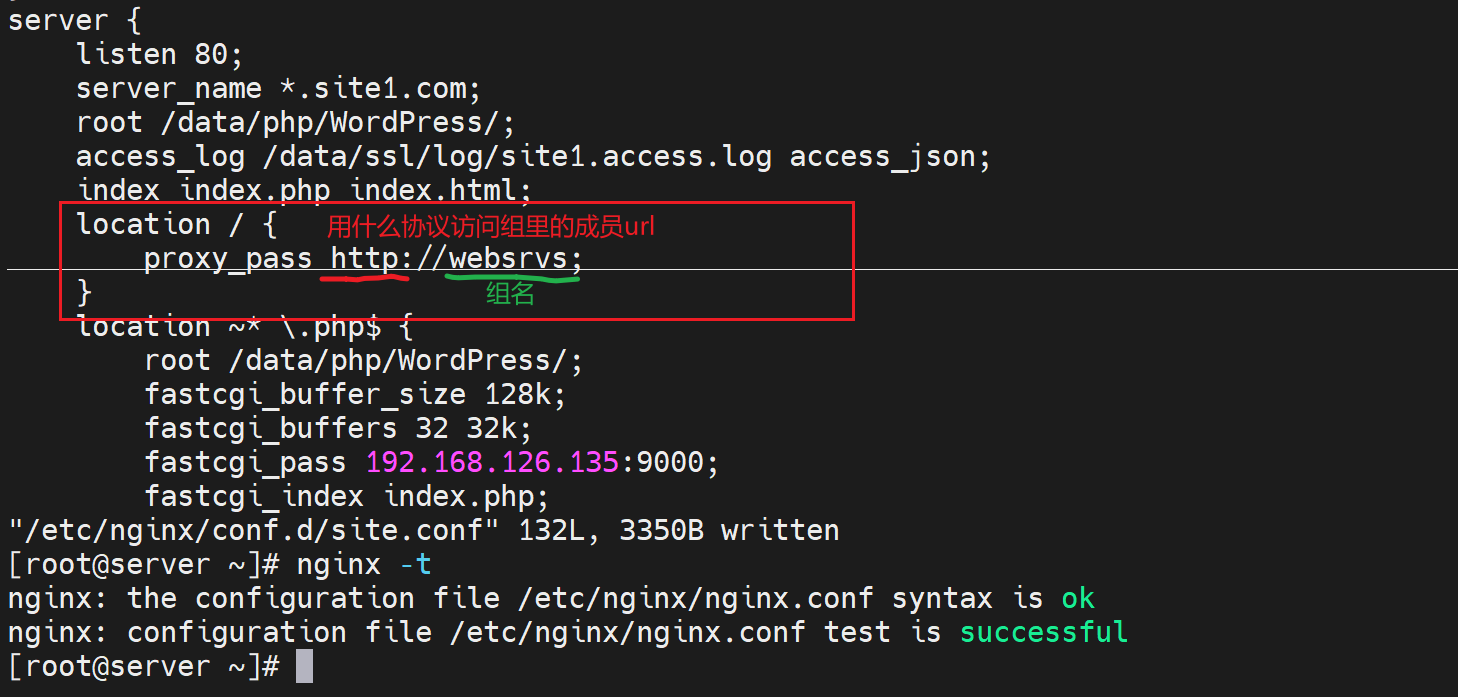 server {
listen 80;
server_name *.site1.com;
root /data/php/WordPress/;
access_log /data/ssl/log/site1.access.log access_json;
index index.php index.html;
location / { 用什么协议访问组里的成员url
proxy_pass http://websrvs;
} 组名
location ~* \.php$ {
root /data/php/WordPress/;
fastcgi_buffer_size 128k;
fastcgi_buffers 32 32k;
fastcgi_pass 192.168.126.135:9000;
fastcgi_index index.php;
"/etc/nginx/conf.d/site.conf" 132L, 3350B written
[root@server ~]# nginx -t
nginx: the configuration file /etc/nginx/nginx.conf syntax is ok
nginx: configuration file /etc/nginx/nginx.conf test is successful
[root@server ~]#